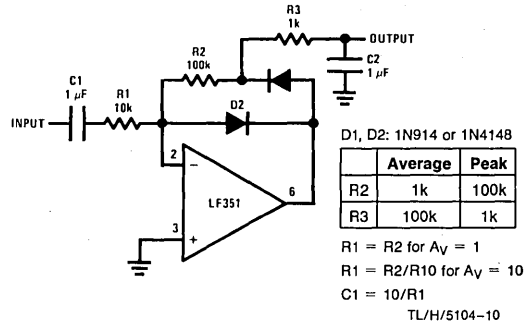 R3
1k
OUTPUT
R2
100k
C2
1 µF
C1
1 µF
R1
10k
D2
INPUT
2
−
LF351
6
3
+
D1, D2: 1N914 or 1N4148
Average Peak
R2 1k 100k
R3 100k 1k
R1 = R2 for AV = 1
R1 = R2/R10 for AV = 10
C1 = 10/R1
TL/H/5104–10